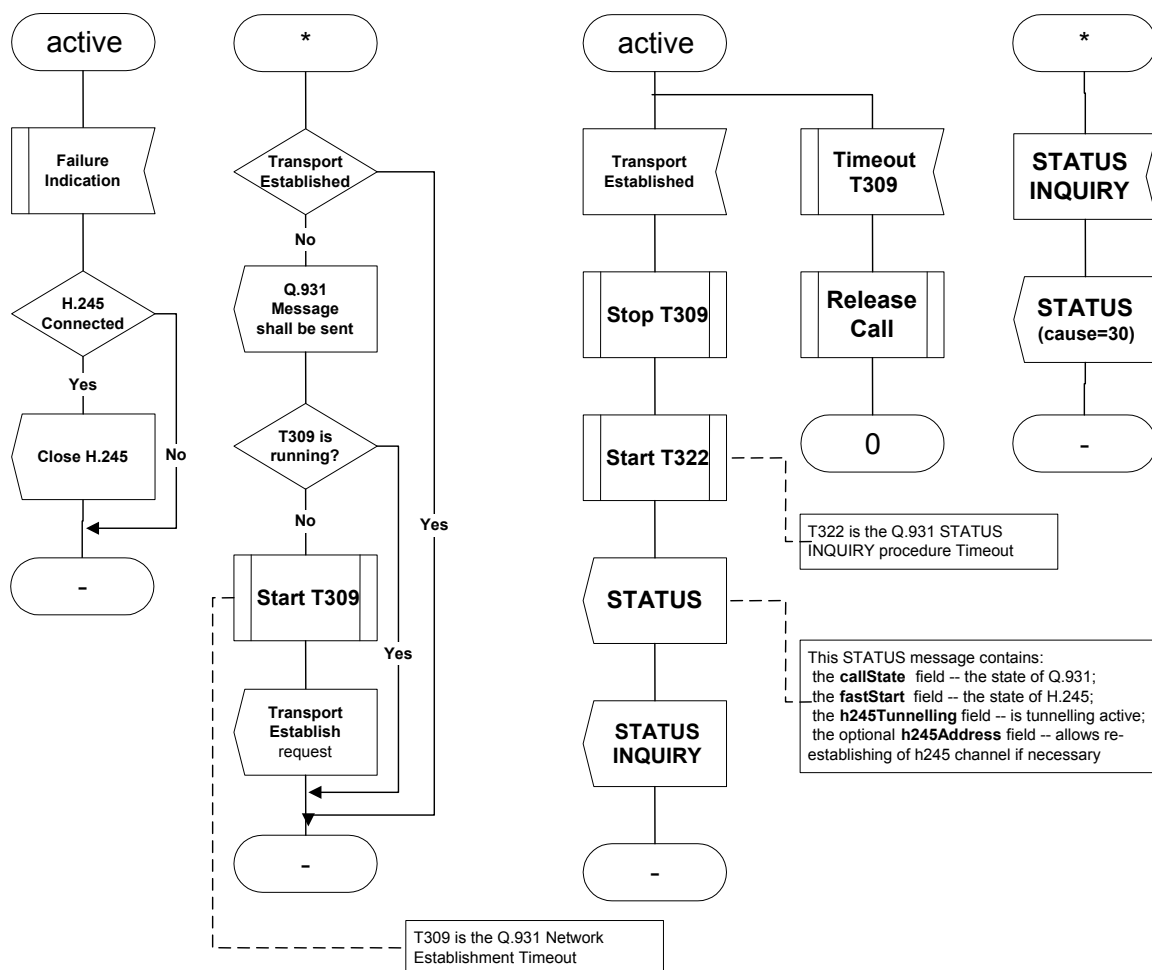 active
Failure
Indication
H.245
Connected
Yes
No
Close H.245
-
*
Transport
Established
No
Q.931
Message
shall be sent
T309 is
running?
No
Yes
Yes
Start T309
Transport
Establish
request
-
T309 is the Q.931 Network
Establishment Timeout
active
Transport
Established
Stop T309
Start T322
STATUS
STATUS
INQUIRY
-
Timeout
T309
Release
Call
0
T322 is the Q.931 STATUS
INQUIRY procedure Timeout
This STATUS message contains:
the callState field -- the state of Q.931;
the fastStart field -- the state of H.245;
the h245Tunnelling field -- is tunnelling active;
the optional h245Address field -- allows re-
establishing of h245 channel if necessary
*
STATUS
INQUIRY
STATUS
(cause=30)
-